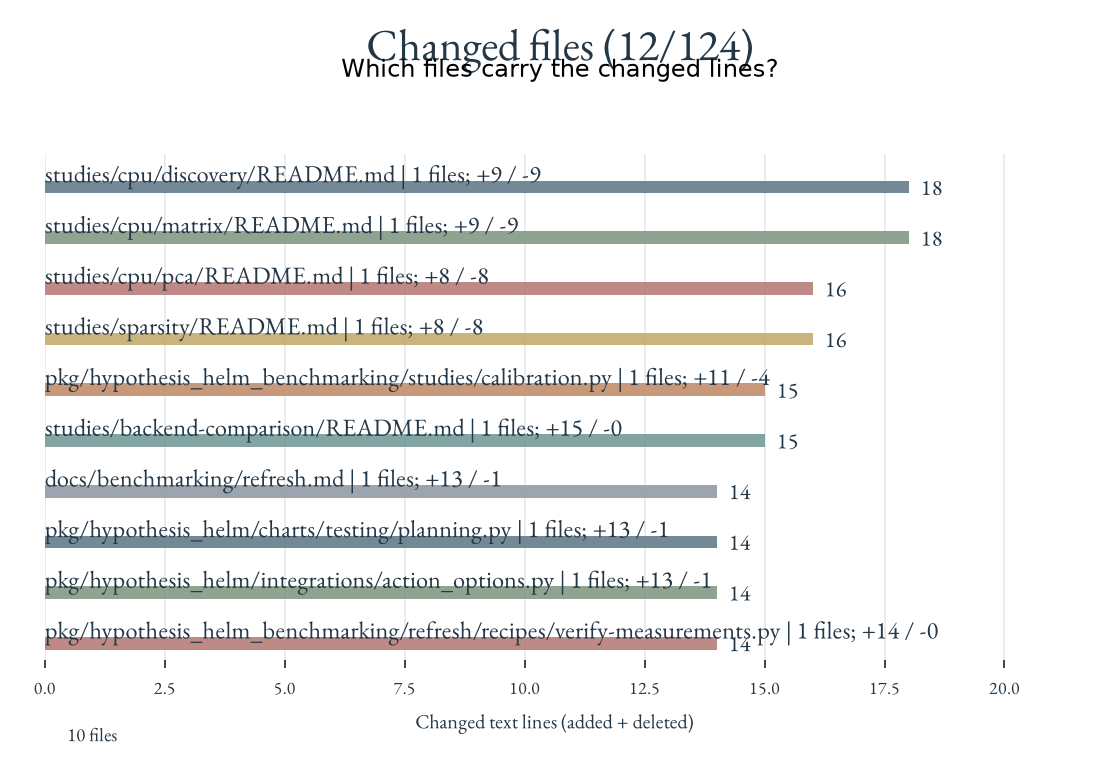 Changed files (12/124)
Which files carry the changed lines?
studies/cpu/discovery/README.md | 1 files; +9 / -9
18
studies/cpu/matrix/README.md | 1 files; +9 / -9
18
studies/cpu/pca/README.md | 1 files; +8 / -8
16
studies/sparsity/README.md | 1 files; +8 / -8
16
pkg/hypothesis_helm_benchmarking/studies/calibration.py | 1 files; +11 / -4
15
studies/backend-comparison/README.md | 1 files; +15 / -0
15
docs/benchmarking/refresh.md | 1 files; +13 / -1
14
pkg/hypothesis_helm/charts/testing/planning.py | 1 files; +13 / -1
14
pkg/hypothesis_helm/integrations/action_options.py | 1 files; +13 / -1
14
pkg/hypothesis_helm_benchmarking/refresh/recipes/verify-measurements.py | 1 files; +14 / -0
14
0.0 2.5 5.0 7.5 10.0 12.5 15.0 17.5 20.0
Changed text lines (added + deleted)
10 files